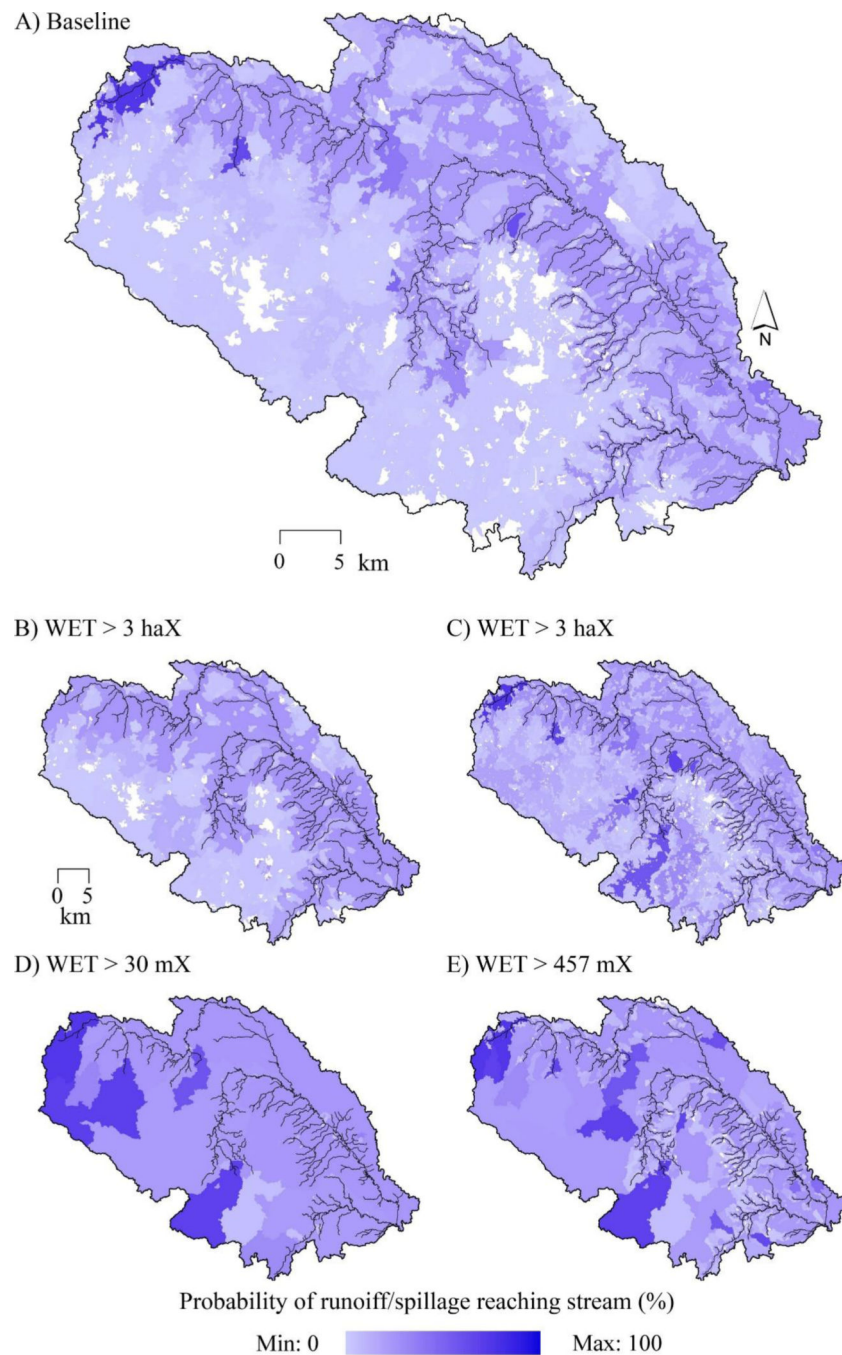 A) Baseline
N
0 5 km
B) WET > 3 haX
C) WET > 3 haX
0 5
km
D) WET > 30 mX
E) WET > 457 mX
Probability of runoiff/spillage reaching stream (%)
Min: 0 Max: 100